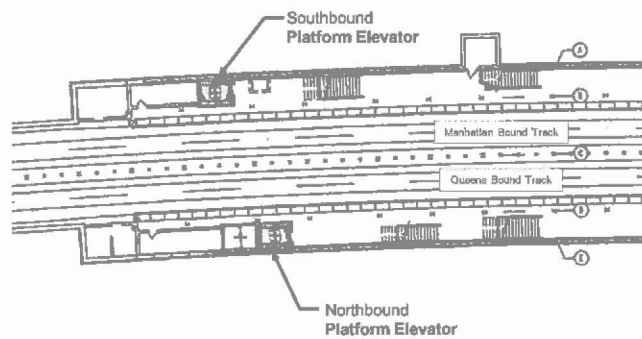 Southbound
Platform Elevator
A
B
Manhattan Bound Track
C
Queens Bound Track
D
E
Northbound
Platform Elevator